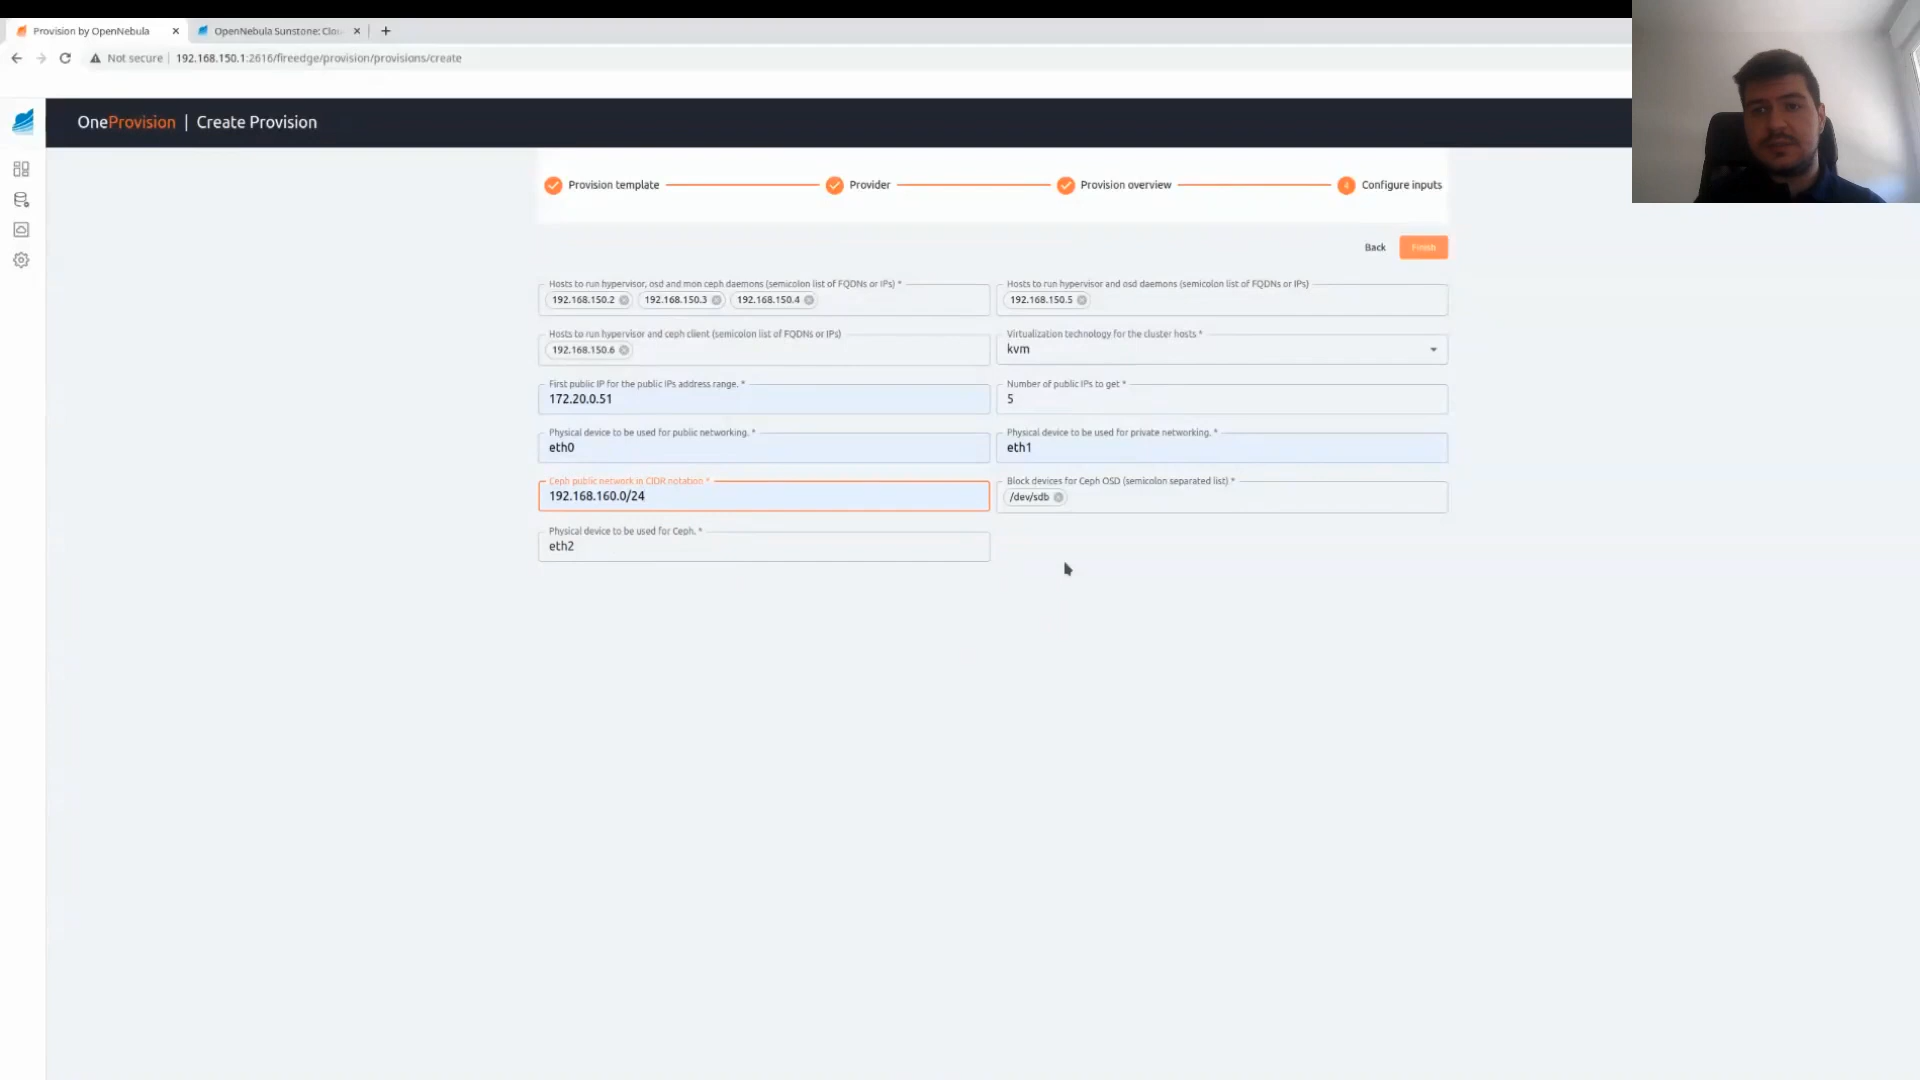 Provision by OpenNebula
OpenNebula Sunstone: Clou
Not secure
192.168.150.1:2616/fireedge/provision/provisions/create
OneProvision | Create Provision
Provision template
Provider
Provision overview
4
Configure inputs
Back
Finish
Hosts to run hypervisor, osd and mon ceph daemons (semicolon list of FQDNs or IPs) *
192.168.150.2
192.168.150.3
192.168.150.4
Hosts to run hypervisor and osd daemons (semicolon list of FQDNs or IPs)
192.168.150.5
Hosts to run hypervisor and ceph client (semicolon list of FQDNs or IPs)
192.168.150.6
Virtualization technology for the cluster hosts *
kvm
First public IP for the public IPs address range. *
172.20.0.51
Number of public IPs to get *
5
Physical device to be used for public networking. *
eth0
Physical device to be used for private networking. *
eth1
Ceph public network in CIDR notation *
192.168.160.0/24
Block devices for Ceph OSD (semicolon separated list) *
/dev/sdb
Physical device to be used for Ceph. *
eth2